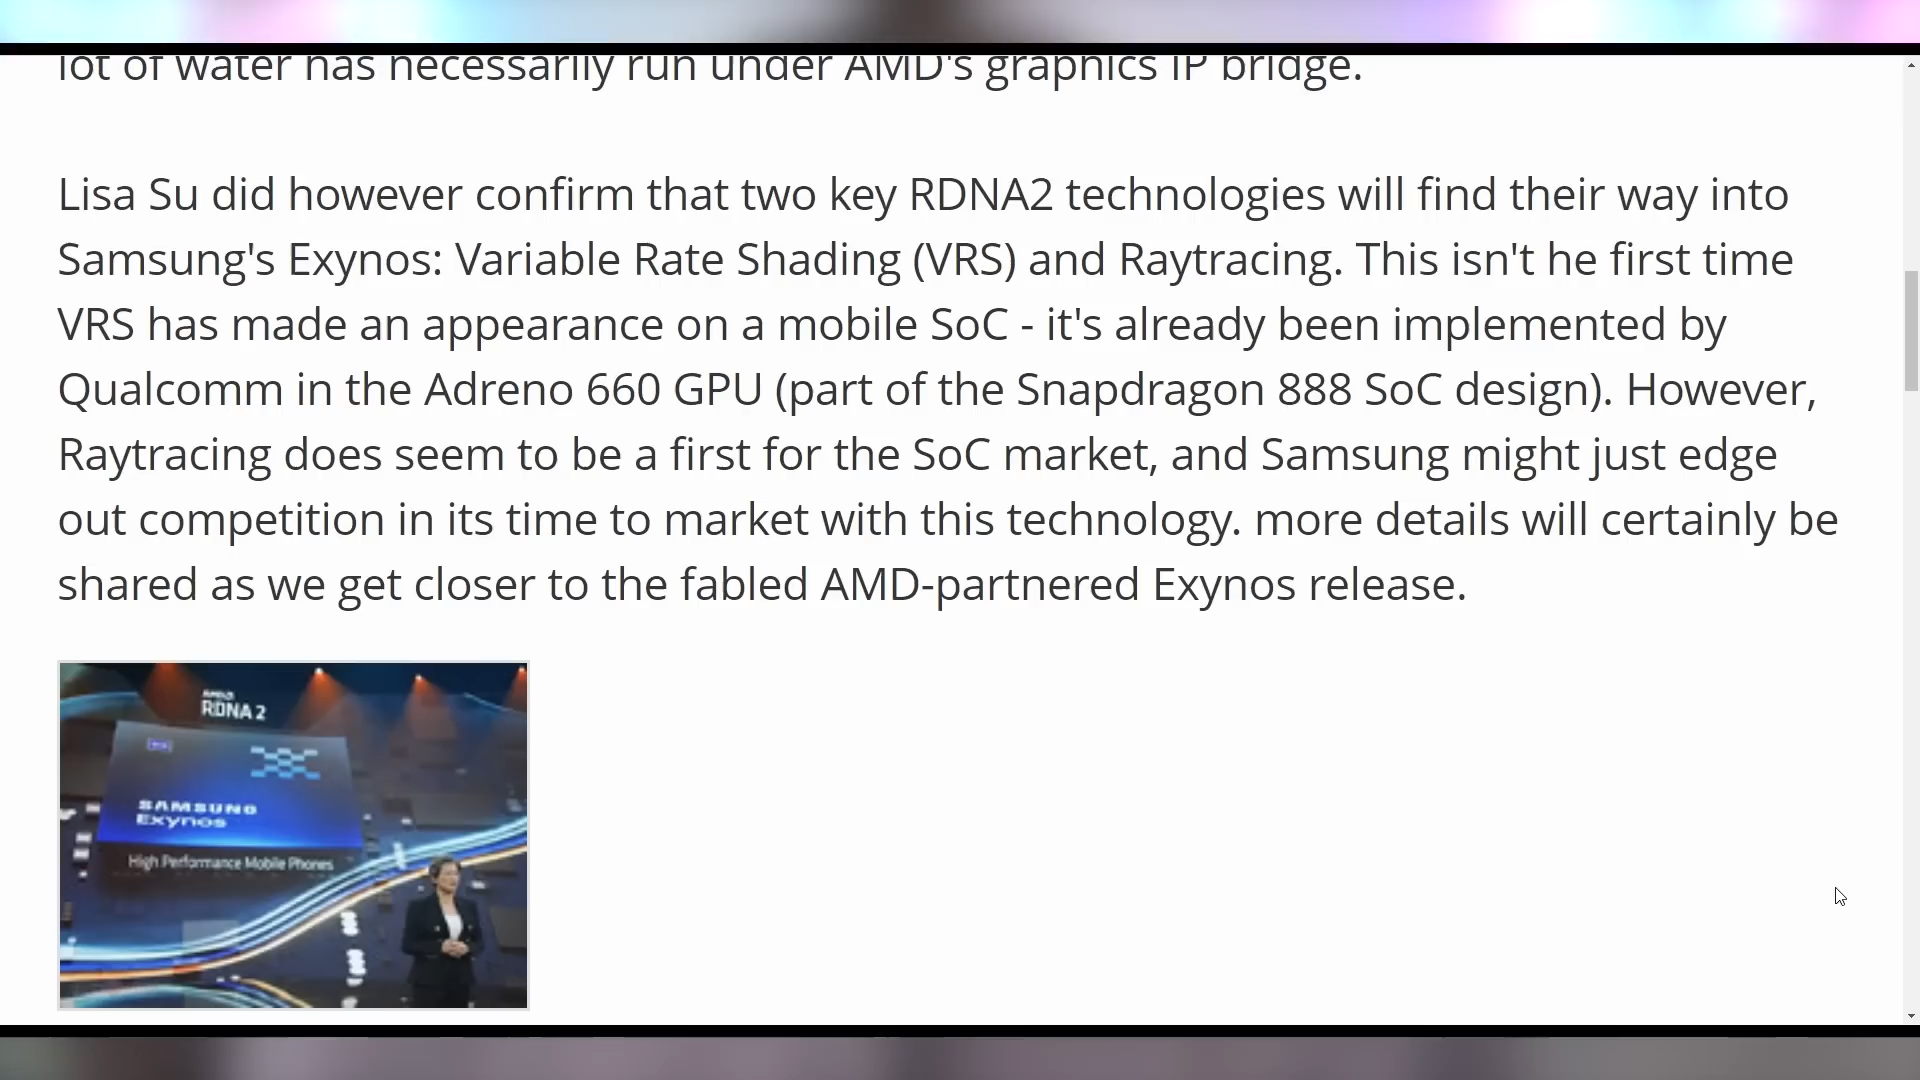 lot of water has necessarily run under AMD's graphics IP bridge.
Lisa Su did however confirm that two key RDNA2 technologies will find their way into
Samsung's Exynos: Variable Rate Shading (VRS) and Raytracing. This isn't he first time
VRS has made an appearance on a mobile SoC - it's already been implemented by
Qualcomm in the Adreno 660 GPU (part of the Snapdragon 888 SoC design). However,
Raytracing does seem to be a first for the SoC market, and Samsung might just edge
out competition in its time to market with this technology. more details will certainly be
shared as we get closer to the fabled AMD-partnered Exynos release.
AMD
RDNA 2
SAMSUNG
Exynos
High Performance Mobile Phones